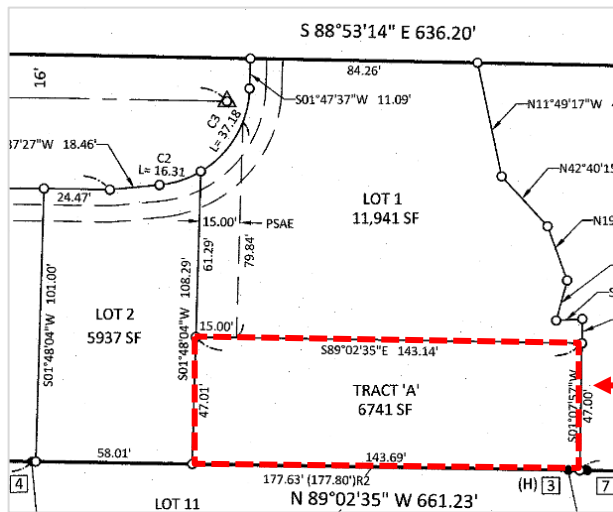 S 88°53'14" E 636.20'
84.26'
16'
S01°47'37"W 11.09'
N11°49'17"W
C3
L= 37.18
37'27"W 18.46'
C2
L= 16.31
N42°40'15
24.47'
LOT 1
11,941 SF
N19
15.00'
PSAE
61.29'
79.84'
S01°48'04"W 101.00'
LOT 2
5937 SF
S01°48'04"W 108.29'
S
15.00'
S89°02'35"E 143.14'
TRACT 'A'
6741 SF
47.01'
S01°07'57"W
47.00'
58.01'
143.69'
177.63' (177.80')R2
4
(H) 3
7
LOT 11
N 89°02'35" W 661.23'